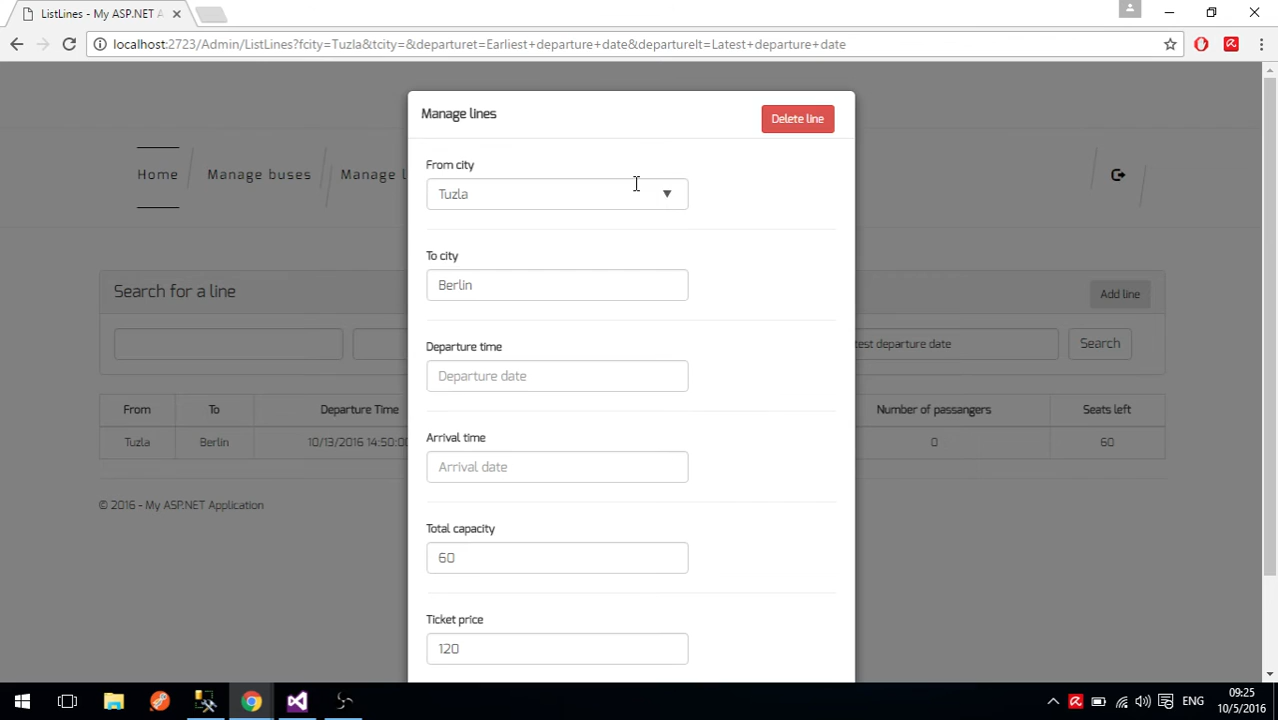 ListLines - My ASP.NET A
localhost:2723/Admin/ListLines?fcity=Tuzla&tcity=&departuret=Earliest+departure+date&departurelt=Latest+departure+date
Manage lines
Delete line
From city
Home
Manage buses
Manage l
Tuzla
To city
Search for a line
Berlin
Add line
Departure time
test departure date
Search
Departure date
From
To
Departure Time
Number of passangers
Seats left
Arrival time
Tuzla
Berlin
10/13/2016 14:50:00
0
60
Arrival date
© 2016 - My ASP.NET Application
Total capacity
60
Ticket price
120
ENG
09:25
10/5/2016